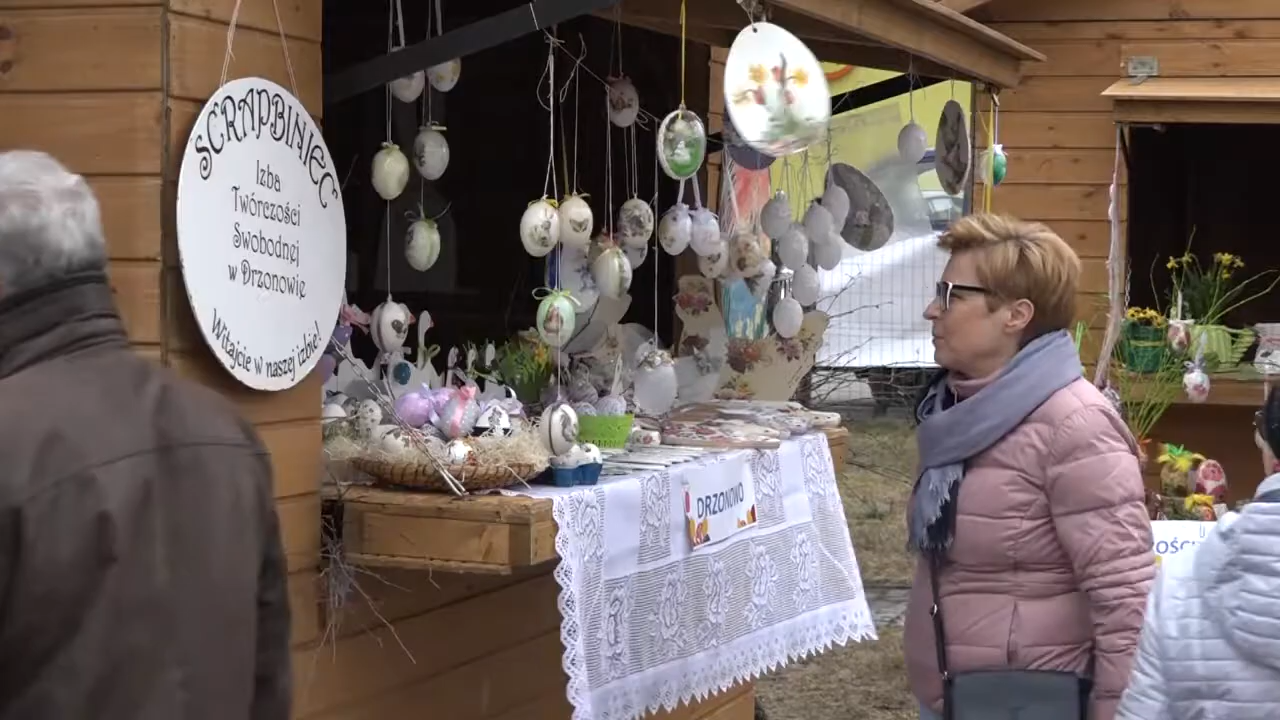 SCRAPBINIEC
Izba
Twórczości
Swobodnej
w Drzonowie
Witajcie w naszej izbie!
DRZONOWO